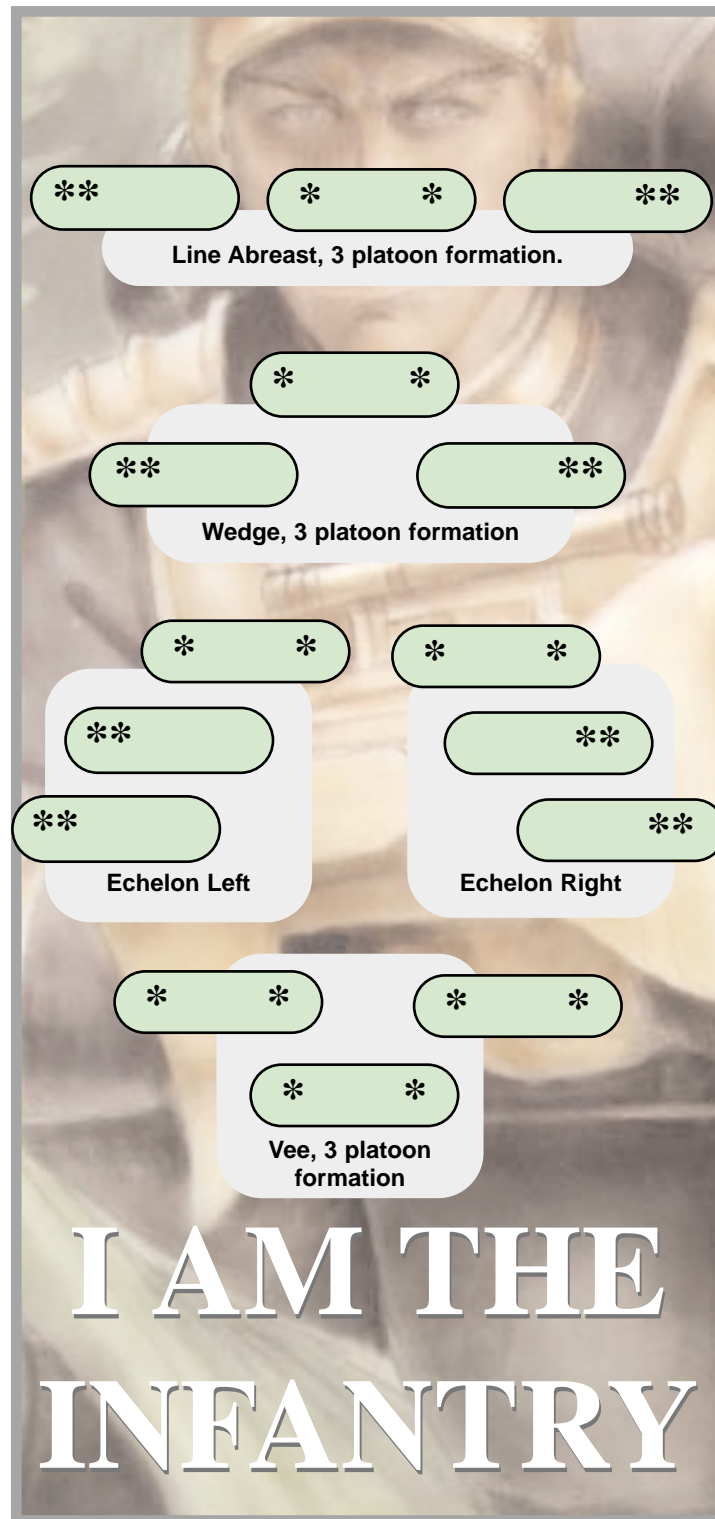 ** * * **
Line Abreast, 3 platoon formation.
* *
** **
Wedge, 3 platoon formation
* * * *
** **
** **
Echelon Left Echelon Right
* * * *
* *
Vee, 3 platoon
formation
I AM THE
INFANTRY